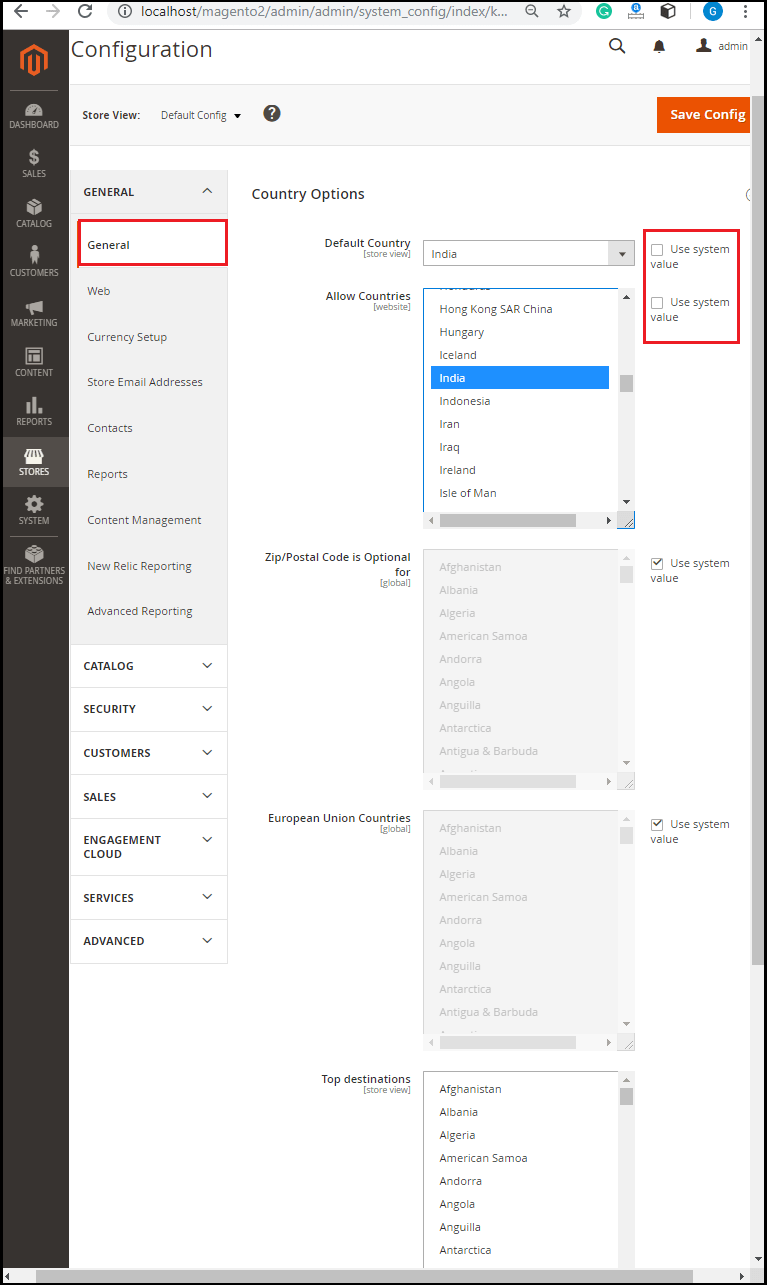 localhost/magento2/admin/admin/system_config/index/k...
G
Configuration
admin
Store View:
Default Config
?
Save Config
DASHBOARD
$
SALES
CATALOG
CUSTOMERS
MARKETING
CONTENT
REPORTS
STORES
SYSTEM
FIND PARTNERS
& EXTENSIONS
GENERAL
General
Web
Currency Setup
Store Email Addresses
Contacts
Reports
Content Management
New Relic Reporting
Advanced Reporting
CATALOG
SECURITY
CUSTOMERS
SALES
ENGAGEMENT
CLOUD
SERVICES
ADVANCED
Country Options
Default Country
[store view]
India
Use system
value
Allow Countries
[website]
Hong Kong SAR China
Hungary
Iceland
India
Indonesia
Iran
Iraq
Ireland
Isle of Man
Use system
value
Zip/Postal Code is Optional
for
[global]
Afghanistan
Albania
Algeria
American Samoa
Andorra
Angola
Anguilla
Antarctica
Antigua & Barbuda
Use system
value
European Union Countries
[global]
Afghanistan
Albania
Algeria
American Samoa
Andorra
Angola
Anguilla
Antarctica
Antigua & Barbuda
Use system
value
Top destinations
[store view]
Afghanistan
Albania
Algeria
American Samoa
Andorra
Angola
Anguilla
Antarctica